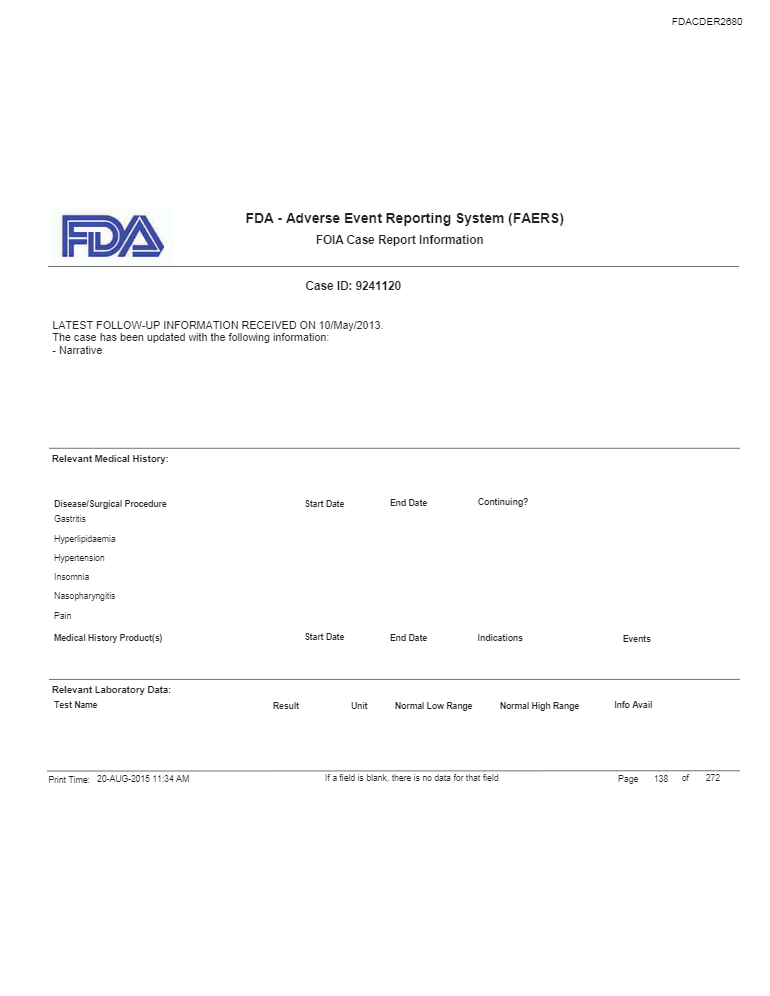 FDACDER2680
FDA
FDA - Adverse Event Reporting System (FAERS)
FOIA Case Report Information
Case ID: 9241120
LATEST FOLLOW-UP INFORMATION RECEIVED ON 10/May/2013.
The case has been updated with the following information:
- Narrative
Relevant Medical History:
Disease/Surgical Procedure Start Date End Date Continuing?
Gastritis
Hyperlipidaemia
Hypertension
Insomnia
Nasopharyngitis
Pain
Medical History Product(s) Start Date End Date Indications Events
Relevant Laboratory Data:
Test Name Result Unit Normal Low Range Normal High Range Info Avail
Print Time: 20-AUG-2015 11:34 AM If a field is blank, there is no data for that field Page 138 of 272